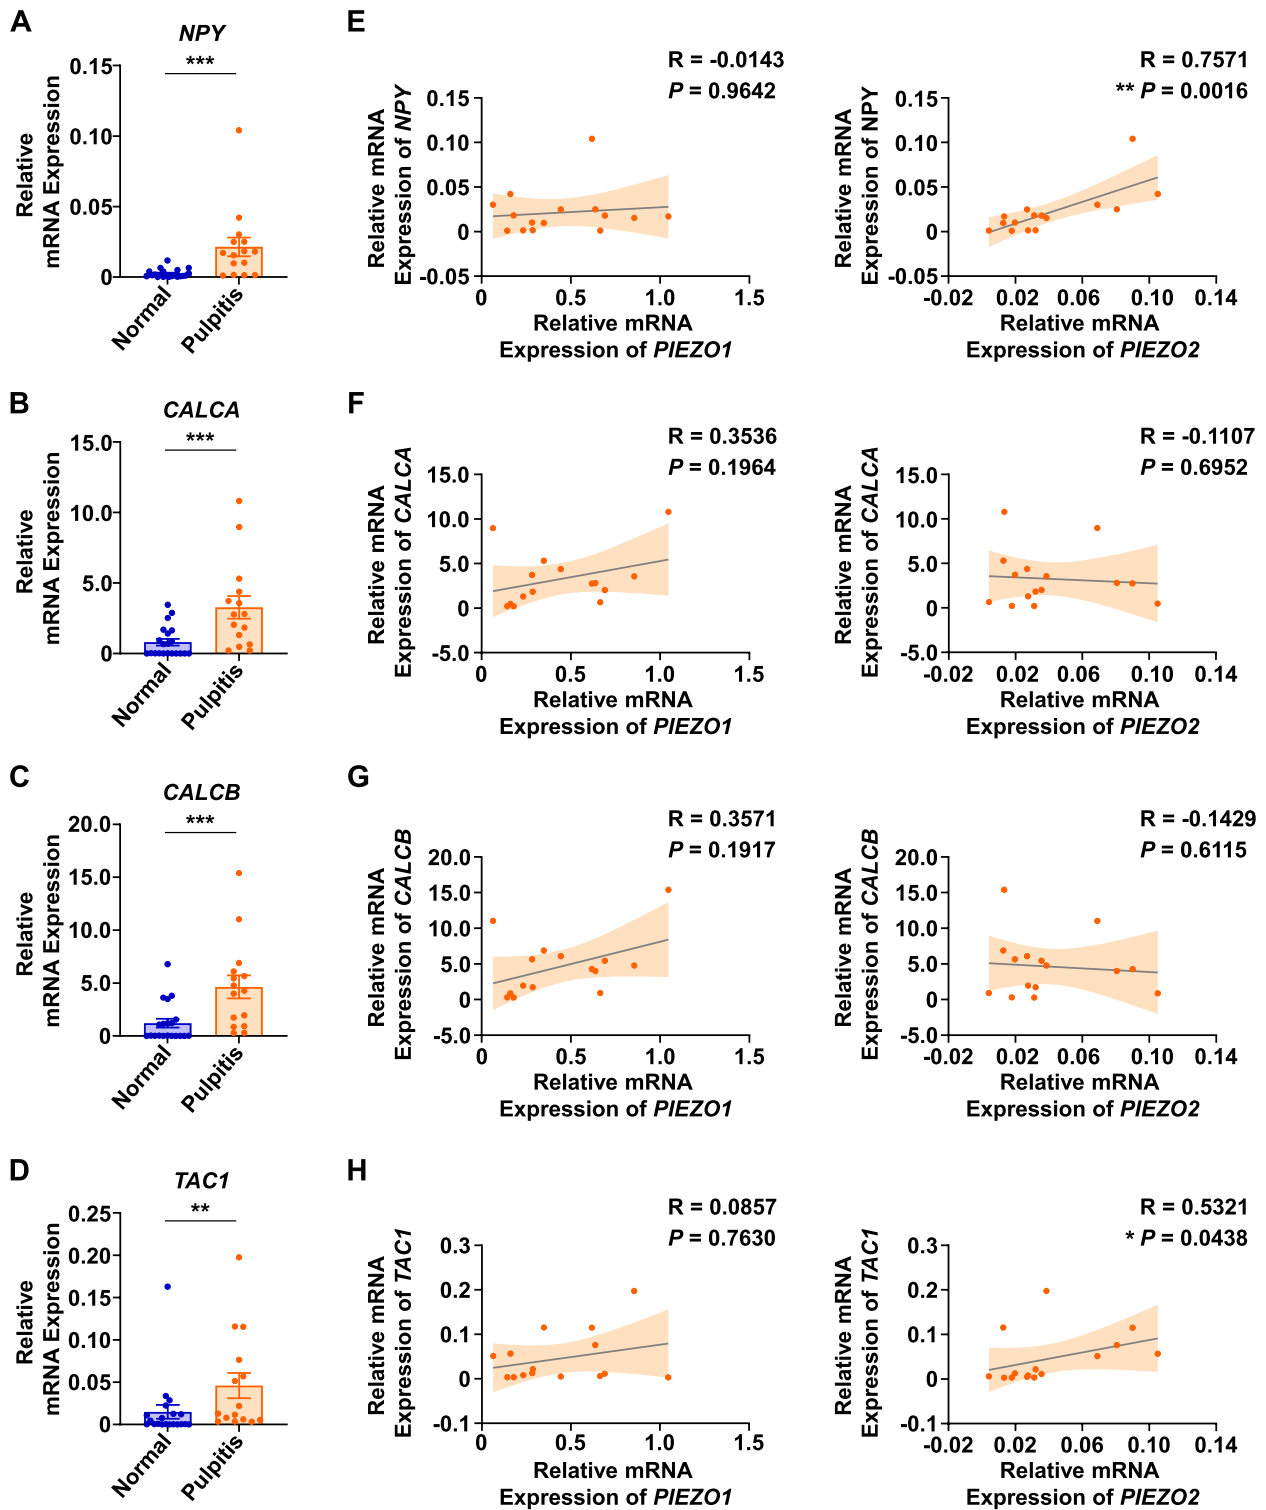 A
NPY
***
Relative
mRNA Expression
0.15
0.10
0.05
0
Normal
Pulpitis
E
R = -0.0143
P = 0.9642
Relative mRNA
Expression of NPY
0.15
0.10
0.05
0
-0.05
0
0.5
1.0
1.5
Relative mRNA
Expression of PIEZO1
R = 0.7571
** P = 0.0016
Relative mRNA
Expression of NPY
0.15
0.10
0.05
0
-0.05
-0.02
0.02
0.06
0.10
0.14
Relative mRNA
Expression of PIEZO2
B
CALCA
***
Relative
mRNA Expression
15.0
10.0
5.0
0
Normal
Pulpitis
F
R = 0.3536
P = 0.1964
Relative mRNA
Expression of CALCA
15.0
10.0
5.0
0
-5.0
0
0.5
1.0
1.5
Relative mRNA
Expression of PIEZO1
R = -0.1107
P = 0.6952
Relative mRNA
Expression of CALCA
15.0
10.0
5.0
0
-5.0
-0.02
0.02
0.06
0.10
0.14
Relative mRNA
Expression of PIEZO2
C
CALCB
***
Relative
mRNA Expression
20.0
15.0
10.0
5.0
0
Normal
Pulpitis
G
R = 0.3571
P = 0.1917
Relative mRNA
Expression of CALCB
20.0
15.0
10.0
5.0
0
-5.0
0
0.5
1.0
1.5
Relative mRNA
Expression of PIEZO1
R = -0.1429
P = 0.6115
Relative mRNA
Expression of CALCB
20.0
15.0
10.0
5.0
0
-5.0
-0.02
0.02
0.06
0.10
0.14
Relative mRNA
Expression of PIEZO2
D
TAC1
**
Relative
mRNA Expression
0.25
0.20
0.15
0.10
0.05
0
Normal
Pulpitis
H
R = 0.0857
P = 0.7630
Relative mRNA
Expression of TAC1
0.3
0.2
0.1
0
-0.1
0
0.5
1.0
1.5
Relative mRNA
Expression of PIEZO1
R = 0.5321
* P = 0.0438
Relative mRNA
Expression of TAC1
0.3
0.2
0.1
0
-0.1
-0.02
0.02
0.06
0.10
0.14
Relative mRNA
Expression of PIEZO2